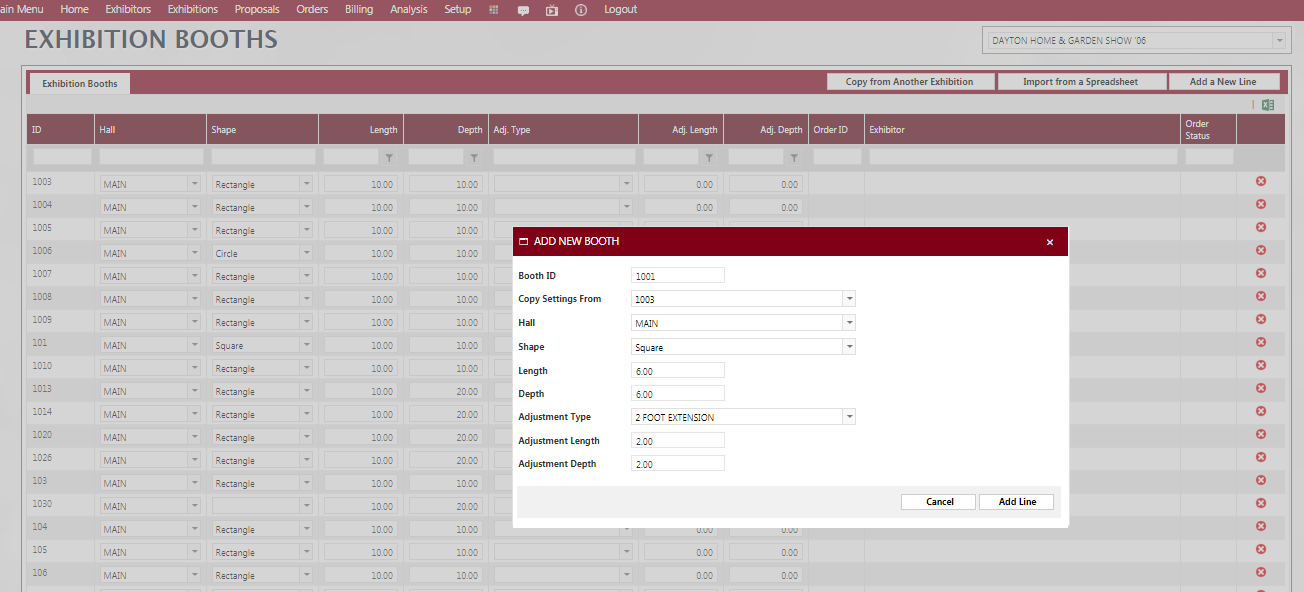 ain Menu Home Exhibitors Exhibitions Proposals Orders Billing Analysis Setup Logout
EXHIBITION BOOTHS
DAYTON HOME & GARDEN SHOW '06
Exhibition Booths Copy from Another Exhibition Import from a Spreadsheet Add a New Line
ID Hall Shape Length Depth Adj. Type Adj. Length Adj. Depth Order ID Exhibitor Order Status
1003 MAIN Rectangle 10.00 10.00 0.00 0.00
1004 MAIN Rectangle 10.00 10.00 0.00 0.00
1005 MAIN Rectangle 10.00 10.00
1006 MAIN Circle 10.00 10.00
1007 MAIN Rectangle 10.00 10.00
1008 MAIN Rectangle 10.00 10.00
1009 MAIN Rectangle 10.00 10.00
101 MAIN Square 10.00 10.00
1010 MAIN Rectangle 10.00 10.00
1013 MAIN Rectangle 10.00 20.00
1014 MAIN Rectangle 10.00 20.00
1020 MAIN Rectangle 10.00 20.00
1026 MAIN Rectangle 10.00 20.00
103 MAIN Rectangle 10.00 10.00
1030 MAIN 10.00 20.00
104 MAIN Rectangle 10.00 10.00 0.00 0.00
105 MAIN Rectangle 10.00 10.00 0.00 0.00
106 MAIN Rectangle 10.00 10.00 0.00 0.00
ADD NEW BOOTH
Booth ID 1001
Copy Settings From 1003
Hall MAIN
Shape Square
Length 6.00
Depth 6.00
Adjustment Type 2 FOOT EXTENSION
Adjustment Length 2.00
Adjustment Depth 2.00
Cancel Add Line